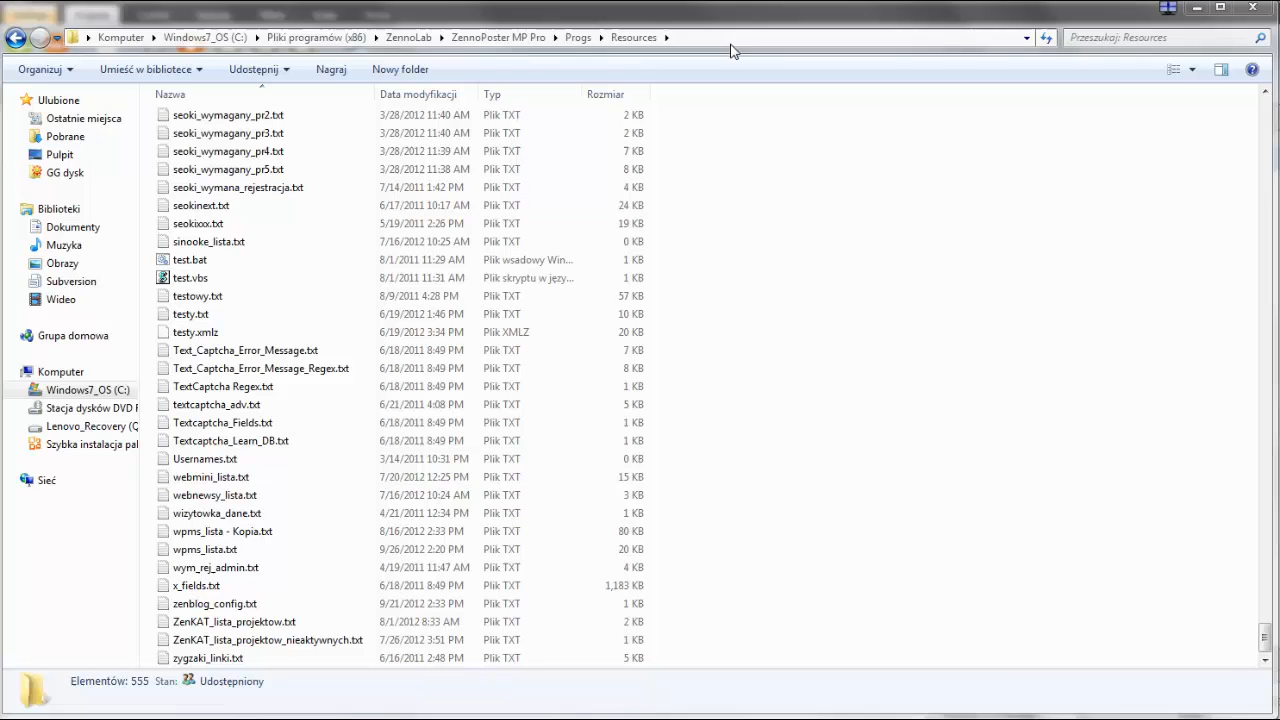 Komputer Windows7_OS (C:) Pliki programów (x86) ZennoLab ZennoPoster MP Pro Progs Resources Przeszukaj: Resources
Organizuj Umieść w bibliotece Udostępnij Nagraj Nowy folder
Ulubione
Ostatnie miejsca
Pobrane
Pulpit
GG dysk
Biblioteki
Dokumenty
Muzyka
Obrazy
Subversion
Wideo
Grupa domowa
Komputer
Windows7_OS (C:)
Stacja dysków DVD
Lenovo_Recovery (Q
Szybka instalacja pal
Sieć
Nazwa Data modyfikacji Typ Rozmiar
seoki_wymagany_pr2.txt 3/28/2012 11:40 AM Plik TXT 2 KB
seoki_wymagany_pr3.txt 3/28/2012 11:40 AM Plik TXT 2 KB
seoki_wymagany_pr4.txt 3/28/2012 11:39 AM Plik TXT 7 KB
seoki_wymagany_pr5.txt 3/28/2012 11:38 AM Plik TXT 8 KB
seoki_wymana_rejestracja.txt 7/14/2011 1:42 PM Plik TXT 4 KB
seokinext.txt 6/17/2011 10:17 AM Plik TXT 24 KB
seokixxx.txt 5/19/2011 2:26 PM Plik TXT 19 KB
sinooke_lista.txt 7/16/2012 10:25 AM Plik TXT 0 KB
test.bat 8/1/2011 11:29 AM Plik wsadowy Win... 1 KB
test.vbs 8/1/2011 11:31 AM Plik skryptu w języ... 1 KB
testowy.txt 8/9/2011 4:28 PM Plik TXT 57 KB
testy.txt 6/19/2012 1:46 PM Plik TXT 10 KB
testy.xmlz 6/19/2012 3:34 PM Plik XMLZ 20 KB
Text_Captcha_Error_Message.txt 6/18/2011 8:49 PM Plik TXT 7 KB
Text_Captcha_Error_Message_Regex.txt 6/18/2011 8:49 PM Plik TXT 8 KB
TextCaptcha Regex.txt 6/18/2011 8:49 PM Plik TXT 1 KB
textcaptcha_adv.txt 6/21/2011 4:08 PM Plik TXT 5 KB
Textcaptcha_Fields.txt 6/18/2011 8:49 PM Plik TXT 1 KB
Textcaptcha_Learn_DB.txt 6/18/2011 8:49 PM Plik TXT 1 KB
Usernames.txt 3/14/2011 10:31 PM Plik TXT 0 KB
webmini_lista.txt 7/20/2012 12:25 PM Plik TXT 15 KB
webnewsy_lista.txt 7/16/2012 10:24 AM Plik TXT 3 KB
wizytowka_dane.txt 4/21/2011 12:34 PM Plik TXT 1 KB
wpms_lista - Kopia.txt 8/16/2012 2:33 PM Plik TXT 80 KB
wpms_lista.txt 9/26/2012 2:20 PM Plik TXT 20 KB
wym_rej_admin.txt 4/19/2011 11:47 AM Plik TXT 4 KB
x_fields.txt 6/18/2011 8:49 PM Plik TXT 1,183 KB
zenblog_config.txt 9/21/2012 2:33 PM Plik TXT 1 KB
ZenKAT_lista_projektow.txt 8/1/2012 8:33 AM Plik TXT 2 KB
ZenKAT_lista_projektow_nieaktywnych.txt 7/26/2012 3:51 PM Plik TXT 1 KB
zygzaki_linki.txt 6/16/2011 2:48 PM Plik TXT 5 KB
Elementów: 555 Stan: Udostępniony